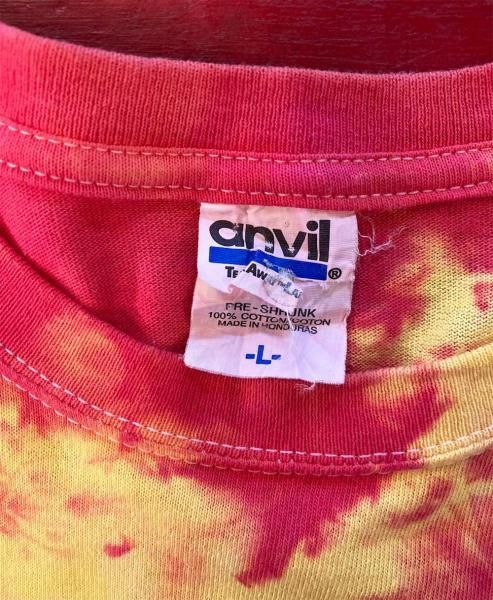 anvil
®
PRE-SHRUNK
100% COTTON/COTON
MADE IN HONDURAS
-L-